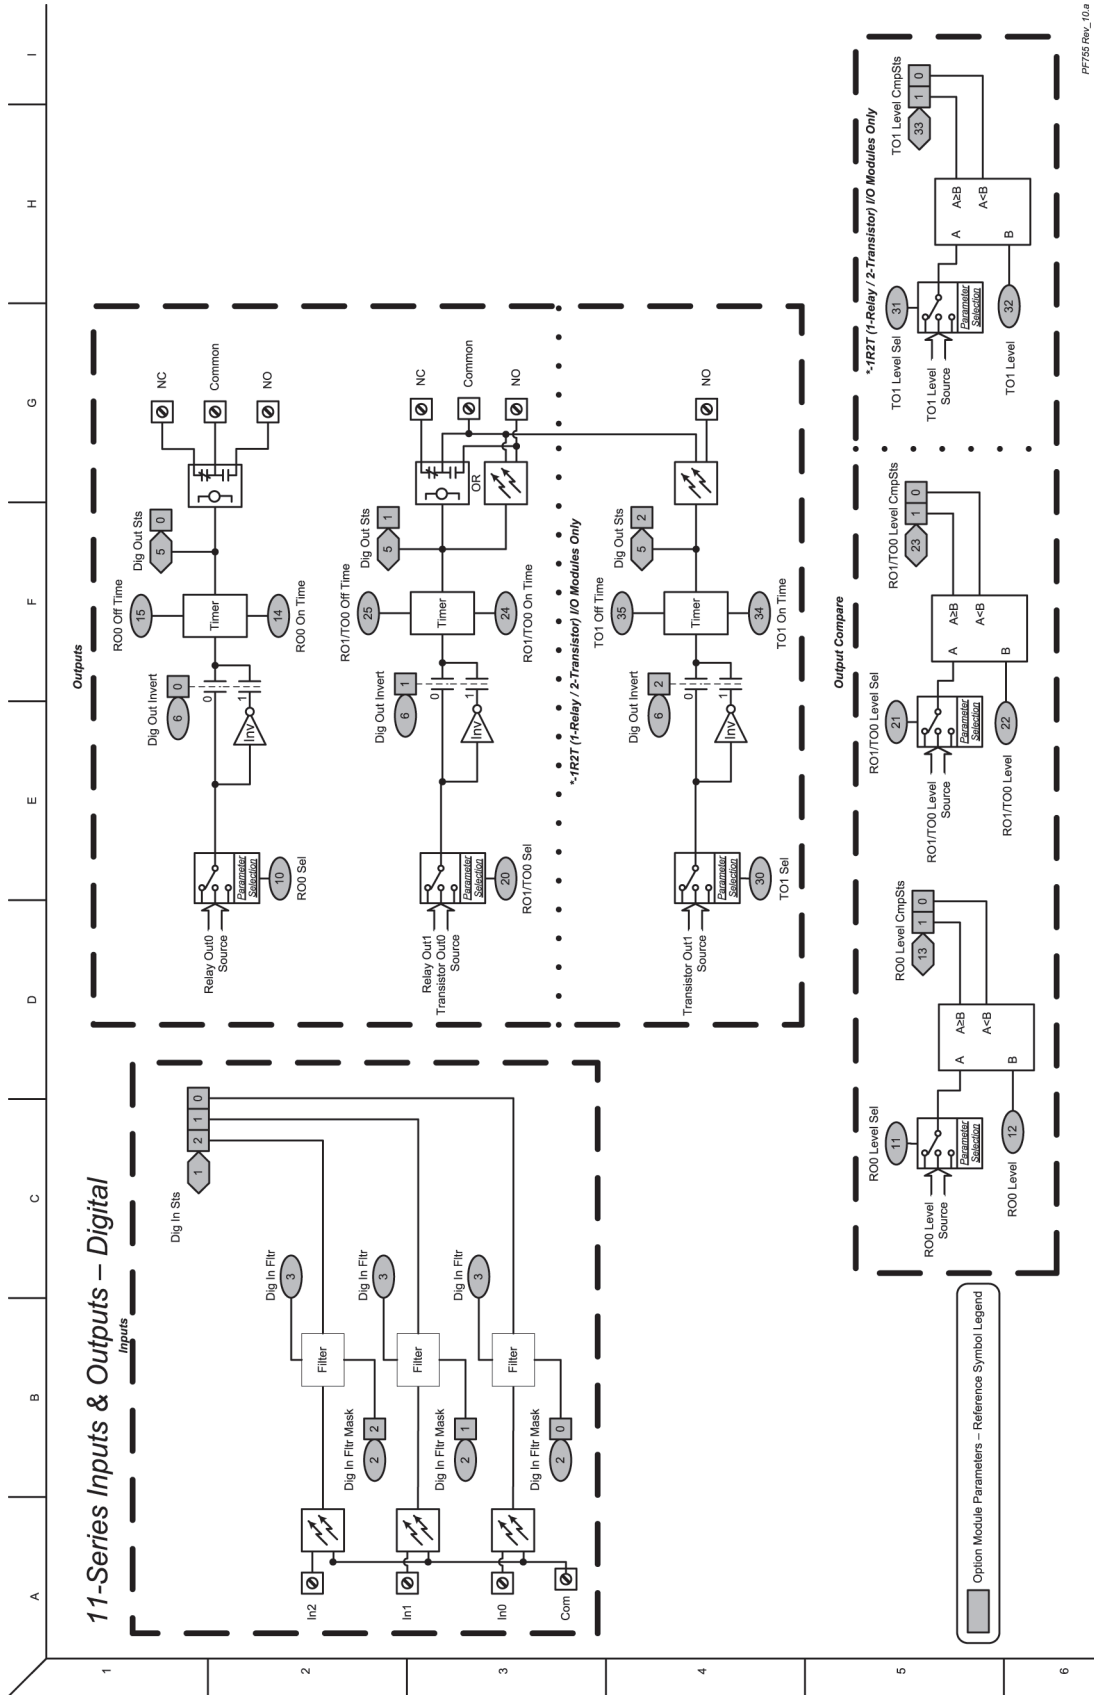 A
B
C
D
E
F
G
H
I
1
2
3
4
5
6
11-Series Inputs & Outputs – Digital
Inputs
Dig In Sts
1
2
1
0
In2
Filter
Dig In Fltr
3
Dig In Fltr Mask
2
2
In1
Filter
Dig In Fltr
3
Dig In Fltr Mask
2
1
In0
Filter
Dig In Fltr
3
Dig In Fltr Mask
2
0
Com
Outputs
Relay Out0
Source
Parameter
Selection
10
RO0 Sel
Inv
Dig Out Invert
6
0
0
1
RO0 Off Time
15
Timer
14
RO0 On Time
Dig Out Sts
5
0
NC
Common
NO
Relay Out1
Transistor Out0
Source
Parameter
Selection
20
RO1/TO0 Sel
Inv
Dig Out Invert
6
1
0
1
RO1/TO0 Off Time
25
Timer
24
RO1/TO0 On Time
Dig Out Sts
5
1
OR
NC
Common
NO
*-1R2T (1-Relay / 2-Transistor) I/O Modules Only
Transistor Out1
Source
Parameter
Selection
30
TO1 Sel
Inv
Dig Out Invert
6
2
0
1
TO1 Off Time
35
Timer
34
TO1 On Time
Dig Out Sts
5
2
NO
Output Compare
RO0 Level Sel
11
RO0 Level
Source
Parameter
Selection
12
RO0 Level
A
B
A≥B
A<B
RO0 Level CmpSts
13
1
0
RO1/TO0 Level Sel
21
RO1/TO0 Level
Source
Parameter
Selection
22
RO1/TO0 Level
A
B
A≥B
A<B
RO1/TO0 Level CmpSts
23
1
0
*-1R2T (1-Relay / 2-Transistor) I/O Modules Only
TO1 Level Sel
31
TO1 Level
Source
Parameter
Selection
32
TO1 Level
A
B
A≥B
A<B
TO1 Level CmpSts
33
1
0
Option Module Parameters – Reference Symbol Legend
PF755 Rev_10.a